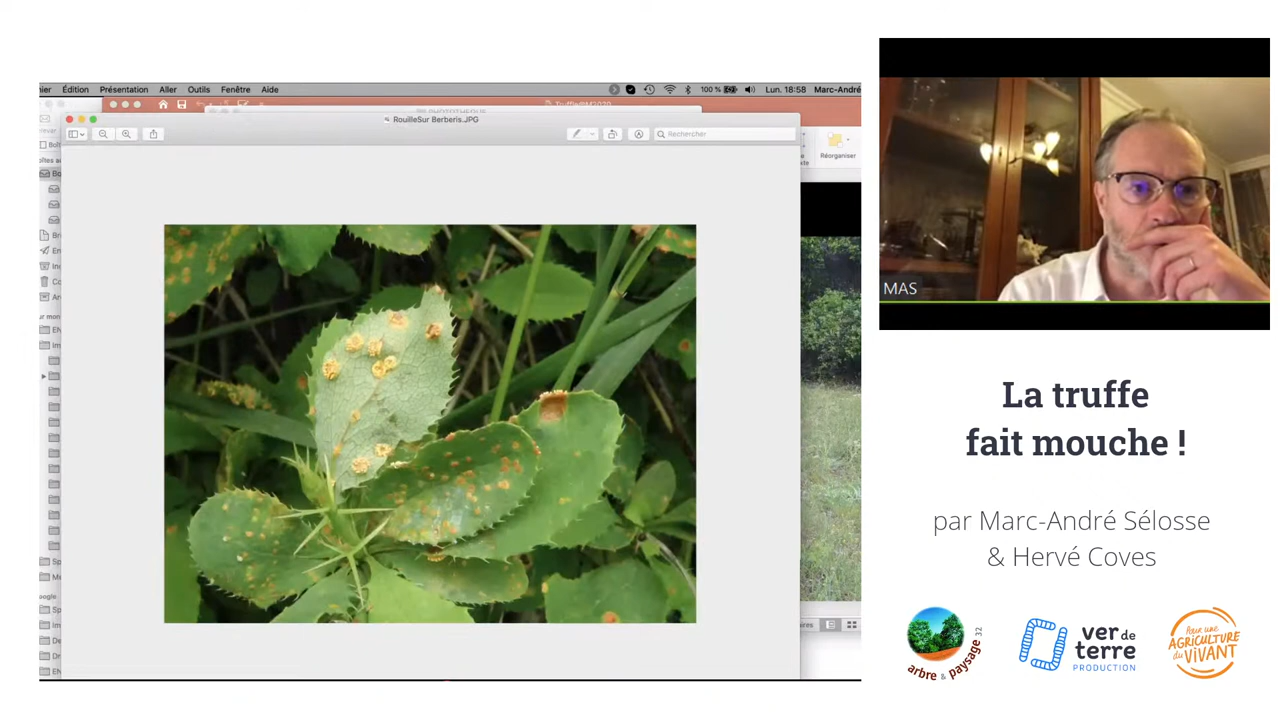 Édition Présentation Aller Outils Fenêtre Aide
100 % Lun. 18:58 Marc-André
RouilleSur Berberis.JPG
Rechercher
Réorganiser
MAS
La truffe
fait mouche !
par Marc-André Sélosse
& Hervé Coves
arbre & paysage 32
ver de
terre
PRODUCTION
Pour une
AGRICULTURE
du VIVANT